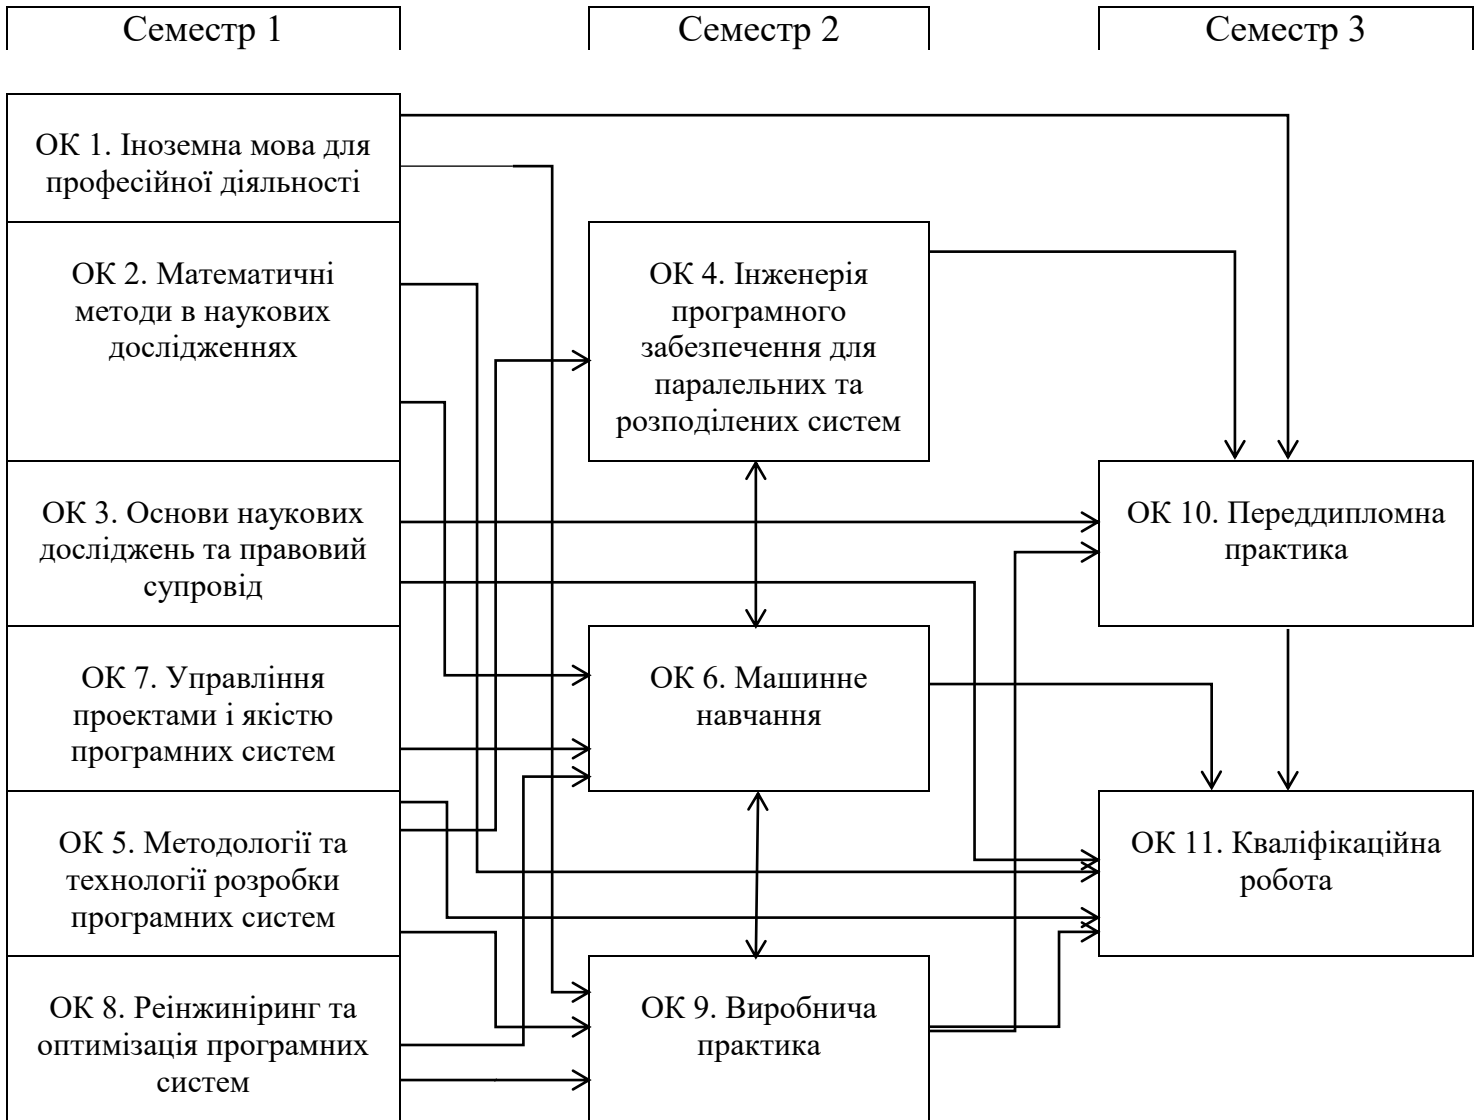 Семестр 1
Семестр 2
Семестр 3
ОК 1. Іноземна мова для
професійної діяльності
ОК 2. Математичні
методи в наукових
дослідженнях
ОК 4. Інженерія
програмного
забезпечення для
паралельних та
розподілених систем
ОК 3. Основи наукових
досліджень та правовий
супровід
ОК 10. Переддипломна
практика
ОК 7. Управління
проектами і якістю
програмних систем
ОК 6. Машинне
навчання
ОК 5. Методології та
технології розробки
програмних систем
ОК 11. Кваліфікаційна
робота
ОК 8. Реінжиніринг та
оптимізація програмних
систем
ОК 9. Виробнича
практика